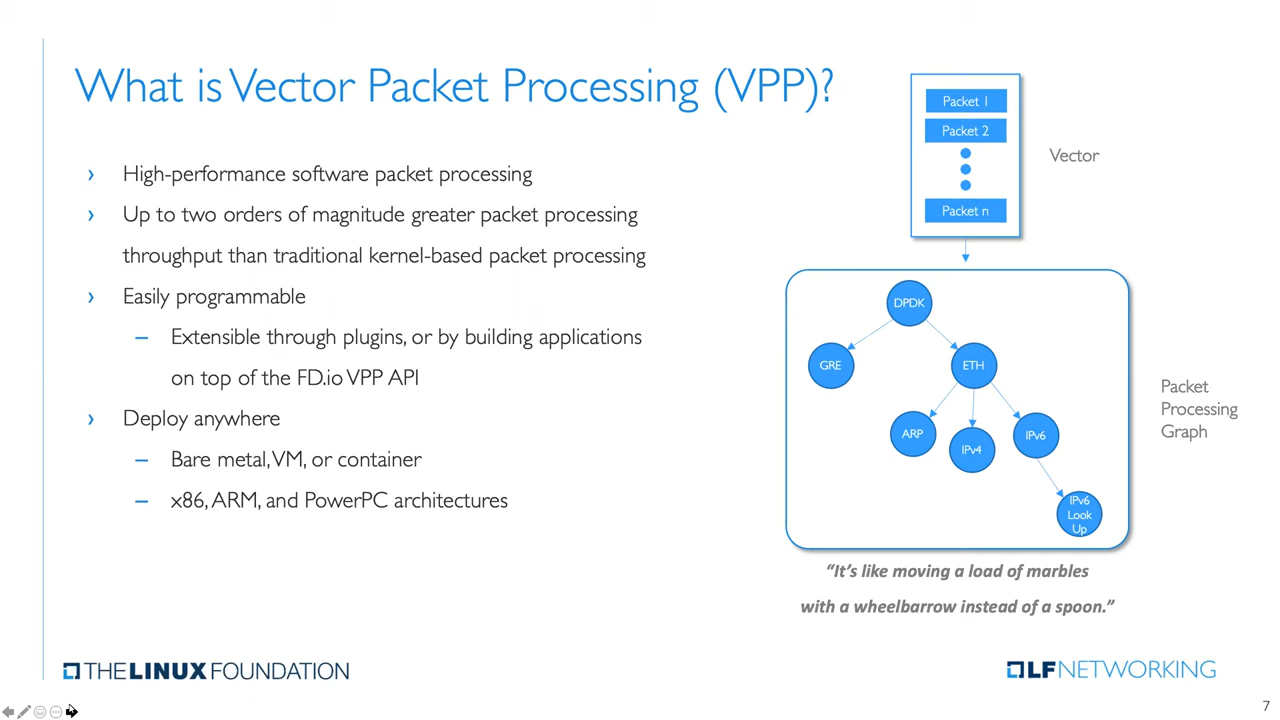 What is Vector Packet Processing (VPP)?
› High-performance software packet processing
› Up to two orders of magnitude greater packet processing
throughput than traditional kernel-based packet processing
› Easily programmable
– Extensible through plugins, or by building applications
on top of the FD.io VPP API
› Deploy anywhere
– Bare metal, VM, or container
– x86, ARM, and PowerPC architectures
Packet 1
Packet 2
Packet n
Vector
DPDK
GRE
ETH
ARP
IPv4
IPv6
IPv6
Look
Up
Packet
Processing
Graph
“It’s like moving a load of marbles
with a wheelbarrow instead of a spoon.”
THE LINUX FOUNDATION
LFNETWORKING
7